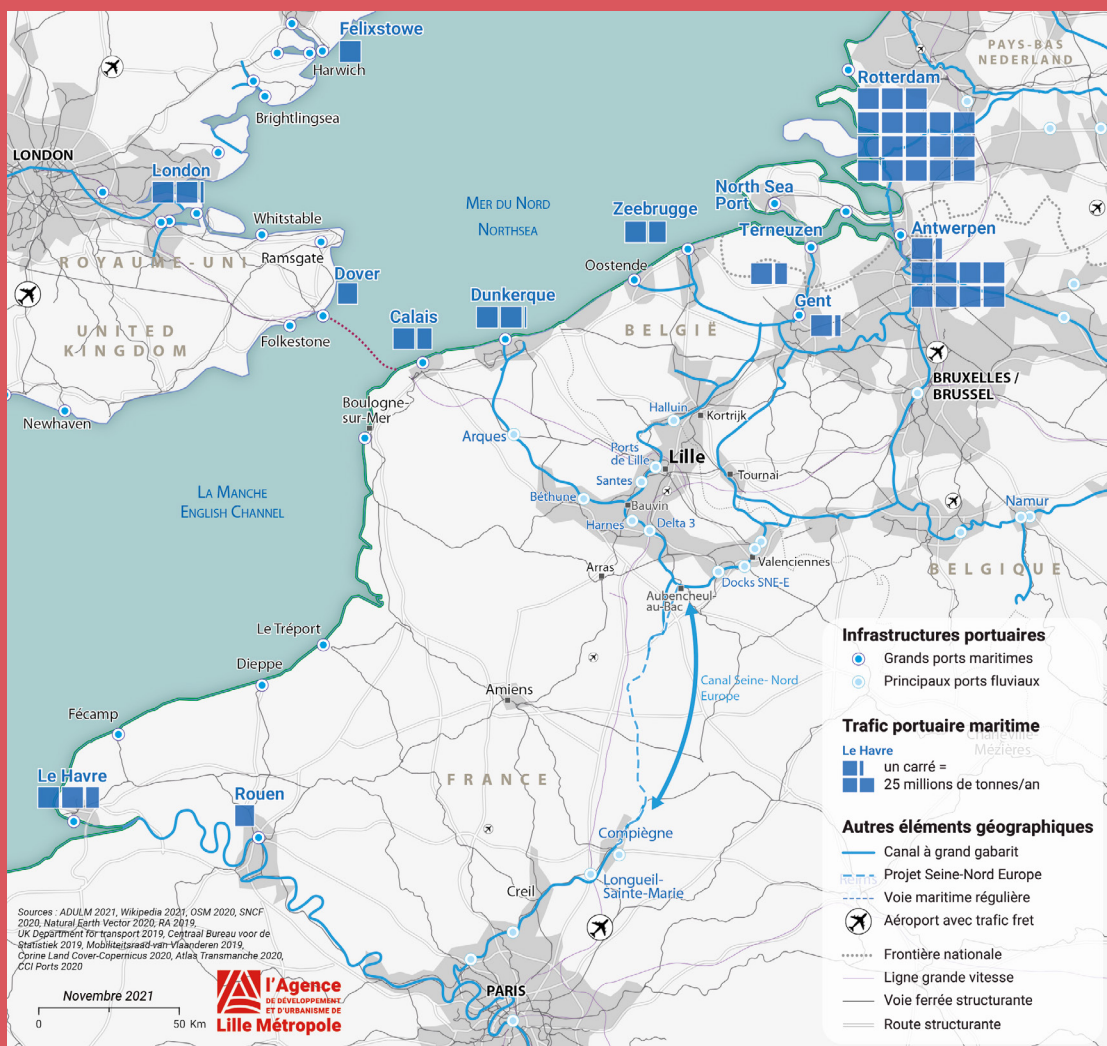 Felixstowe
Harwich
Brightlingsea
LONDON
London
Whitstable
Ramsgate
ROYAUME-UNI
UNITED
KINGDOM
Dover
Folkestone
Newhaven
MER DU NORD
NORTHSEA
PAYS-BAS
NEDERLAND
Rotterdam
North Sea
Port
Zeebrugge
Terneuzen
Antwerpen
Oostende
Gent
Dunkerque
Calais
BELGIË
BRUXELLES /
BRUSSEL
Boulogne-
sur-Mer
Halluin
Kortrijk
Arques
Ports
de Lille
Lille
Santes
Tournai
Béthune
Bauvin
Harnes
Delta 3
Namur
Valenciennes
BELGIQUE
Arras
Docks SNE-E
Aubencheul-
au-Bac
LA MANCHE
ENGLISH CHANNEL
Le Tréport
Dieppe
Amiens
Canal Seine- Nord
Europe
Fécamp
FRANCE
Le Havre
Rouen
Compiègne
Longueil-
Sainte-Marie
Creil
PARIS
Charleville-
Mézières
Reims
Infrastructures portuaires
Grands ports maritimes
Principaux ports fluviaux
Trafic portuaire maritime
Le Havre
un carré =
25 millions de tonnes/an
Autres éléments géographiques
Canal à grand gabarit
Projet Seine-Nord Europe
Voie maritime régulière
Aéroport avec trafic fret
Frontière nationale
Ligne grande vitesse
Voie ferrée structurante
Route structurante
Sources : ADULM 2021, Wikipedia 2021, OSM 2020, SNCF
2020, Natural Earth Vector 2020, RA 2019,
UK Department for transport 2019, Centraal Bureau voor de
Statistiek 2019, Mobiliteitsraad van Vlaanderen 2019,
Corine Land Cover-Copernicus 2020, Atlas Transmanche 2020,
CCI Ports 2020
Novembre 2021
0 50 Km
l'Agence
DE DÉVELOPPEMENT
ET D'URBANISME DE
Lille Métropole